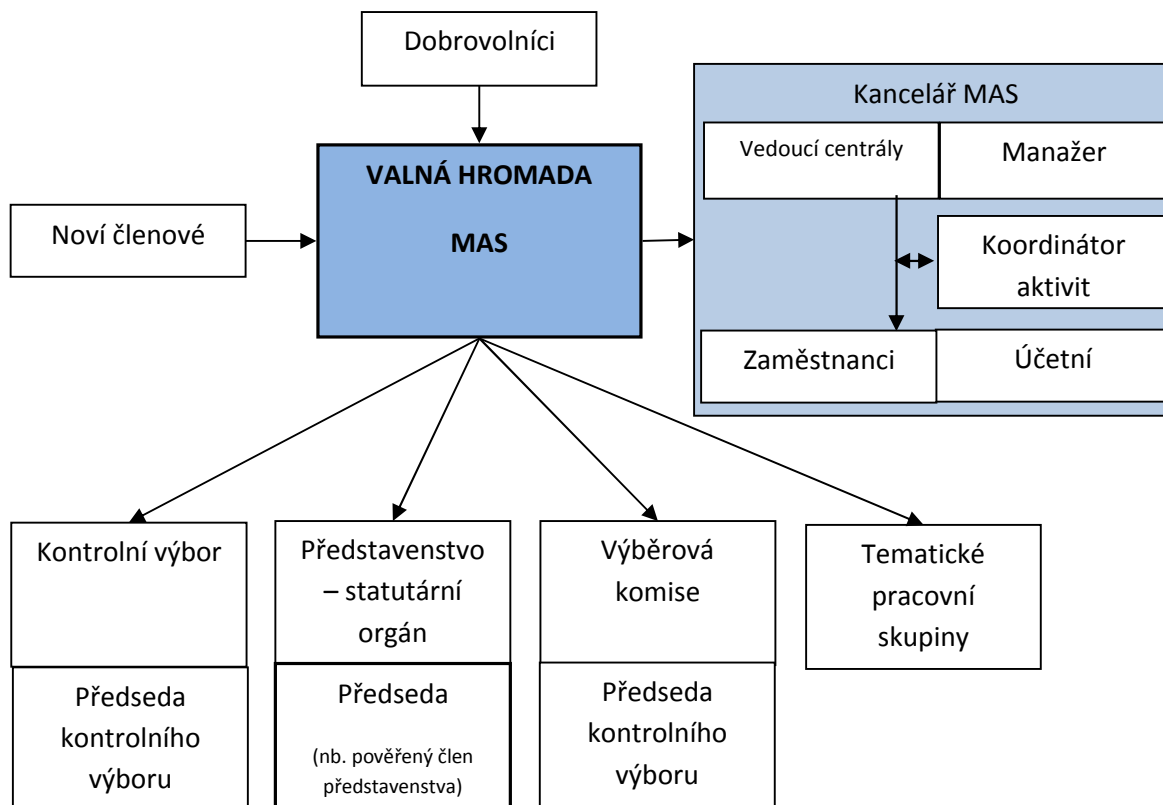 Dobrovolníci
Kancelář MAS
Vedoucí centrály
Manažer
VALNÁ HROMADA
MAS
Noví členové
Koordinátor
aktivit
Zaměstnanci
Účetní
Kontrolní výbor
Předseda
kontrolního
výboru
Představenstvo
– statutární
orgán
Předseda
(nb. pověřený člen
představenstva)
Výběrová
komise
Předseda
kontrolního
výboru
Tematické
pracovní
skupiny